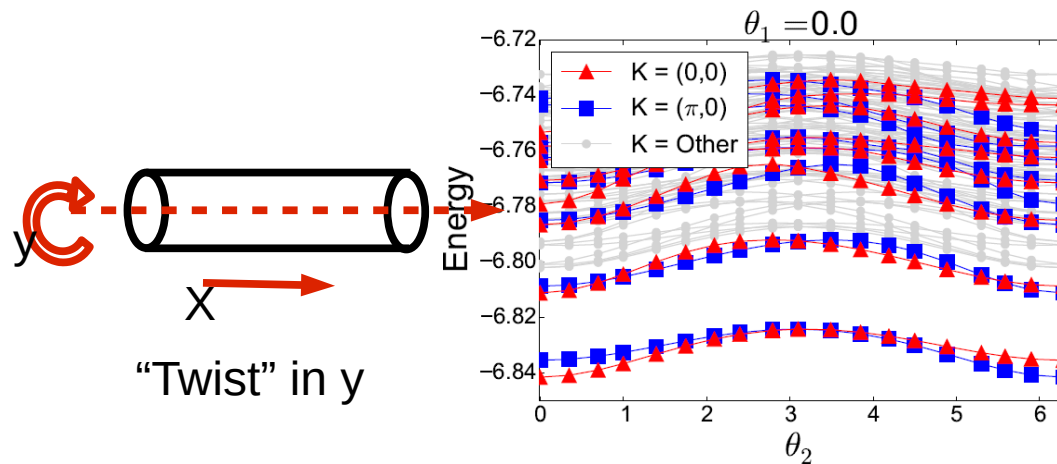 y
X
“Twist” in y
θ₁ =0.0
−6.72
−6.74
−6.76
−6.78
−6.80
−6.82
−6.84
Energy
K = (0,0)
K = (π,0)
K = Other
0 1 2 3 4 5 6
θ₂